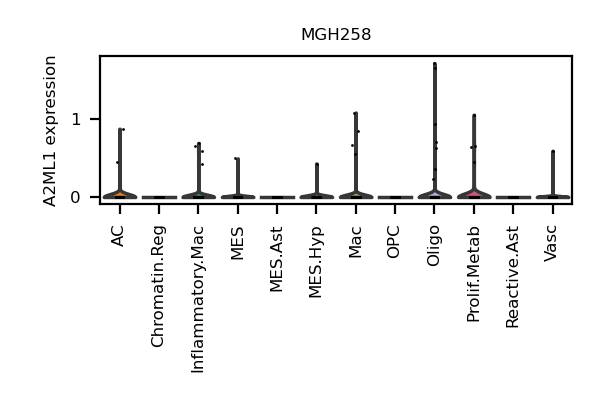 MGH258
A2ML1 expression
1
0
AC
Chromatin.Reg
Inflammatory.Mac
MES
MES.Ast
MES.Hyp
Mac
OPC
Oligo
Prolif.Metab
Reactive.Ast
Vasc